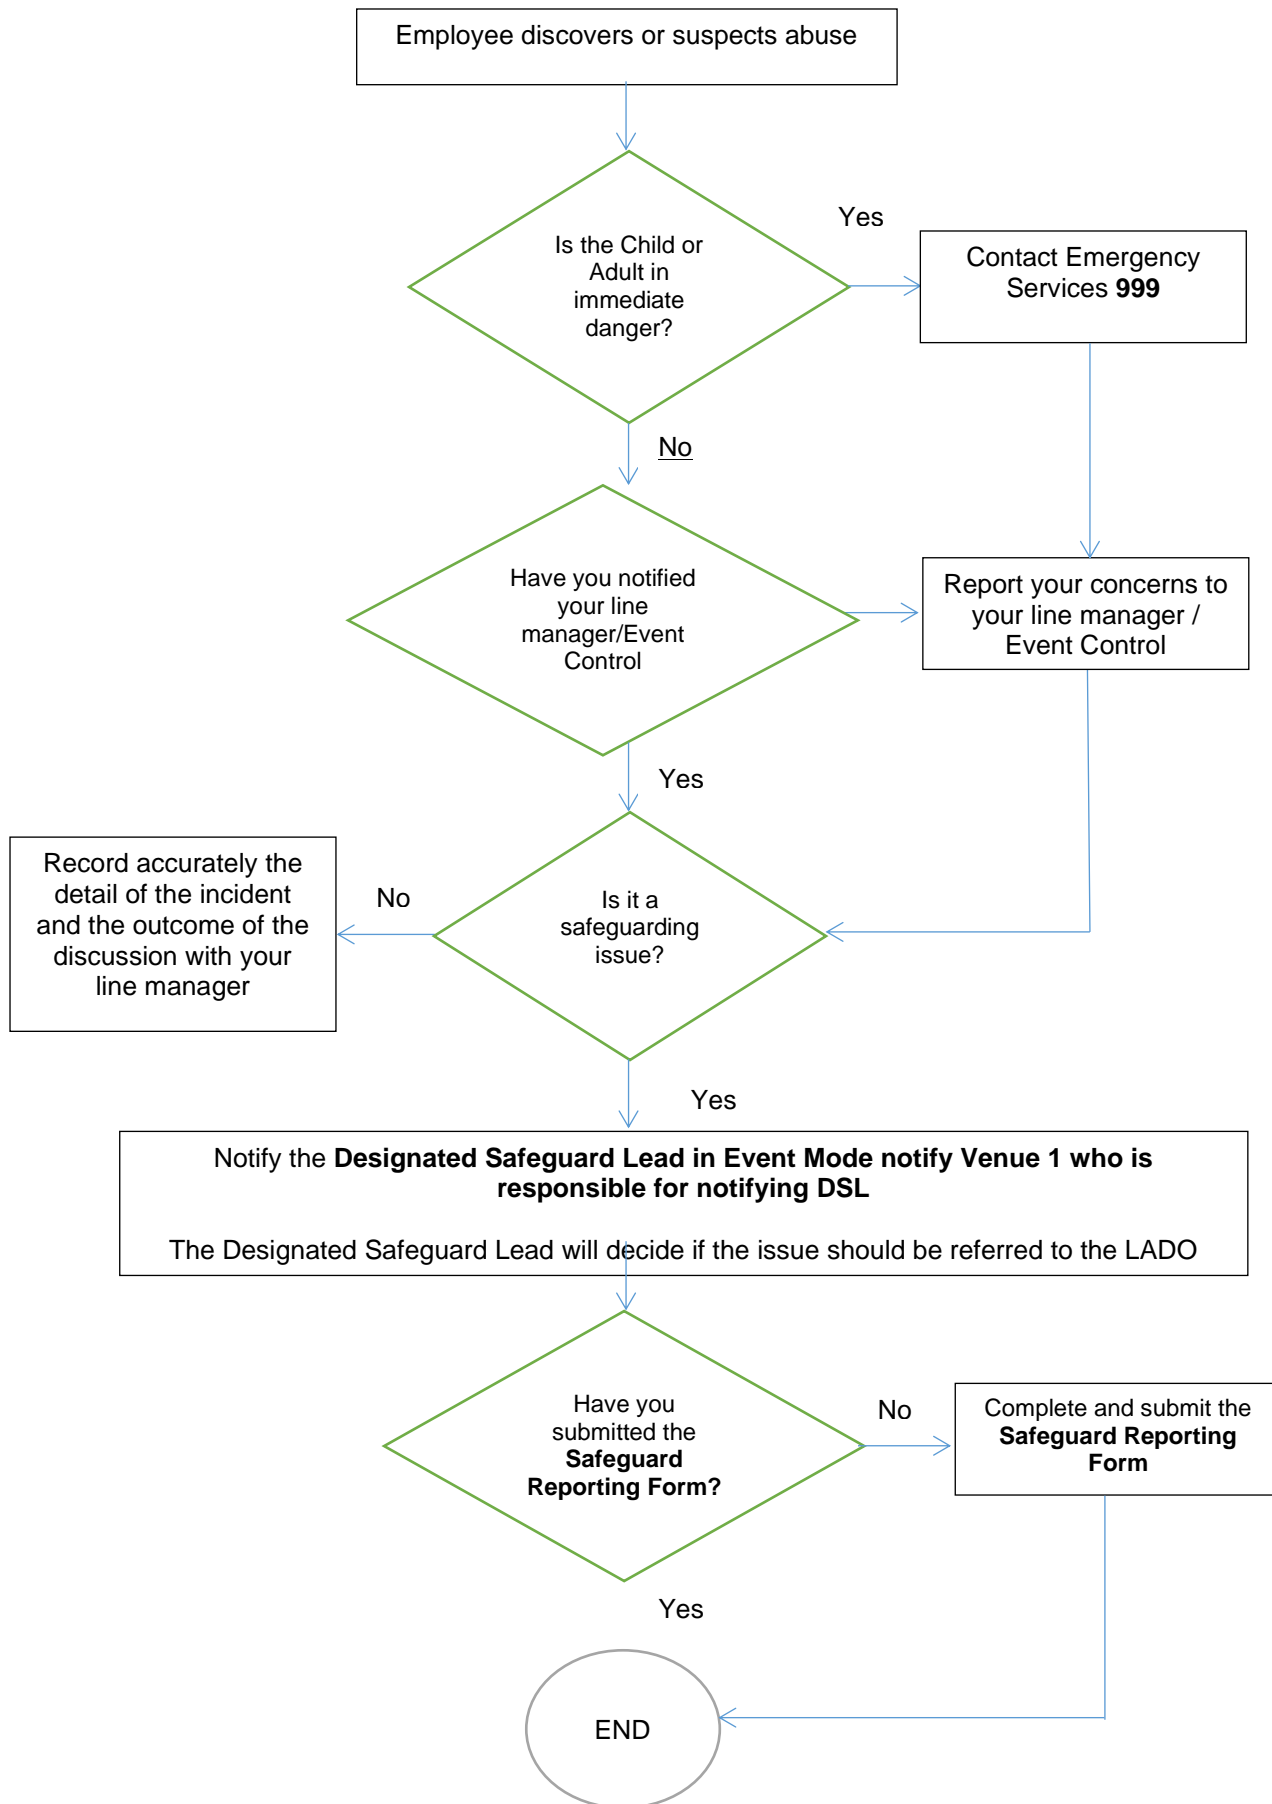 Employee discovers or suspects abuse
Is the Child or
Adult in
immediate
danger?
Yes
Contact Emergency
Services 999
No
Have you notified
your line
manager/Event
Control
Report your concerns to
your line manager /
Event Control
Yes
Is it a
safeguarding
issue?
No
Record accurately the
detail of the incident
and the outcome of the
discussion with your
line manager
Yes
Notify the Designated Safeguard Lead in Event Mode notify Venue 1 who is
responsible for notifying DSL
The Designated Safeguard Lead will decide if the issue should be referred to the LADO
Have you
submitted the
Safeguard
Reporting Form?
No
Complete and submit the
Safeguard Reporting
Form
Yes
END